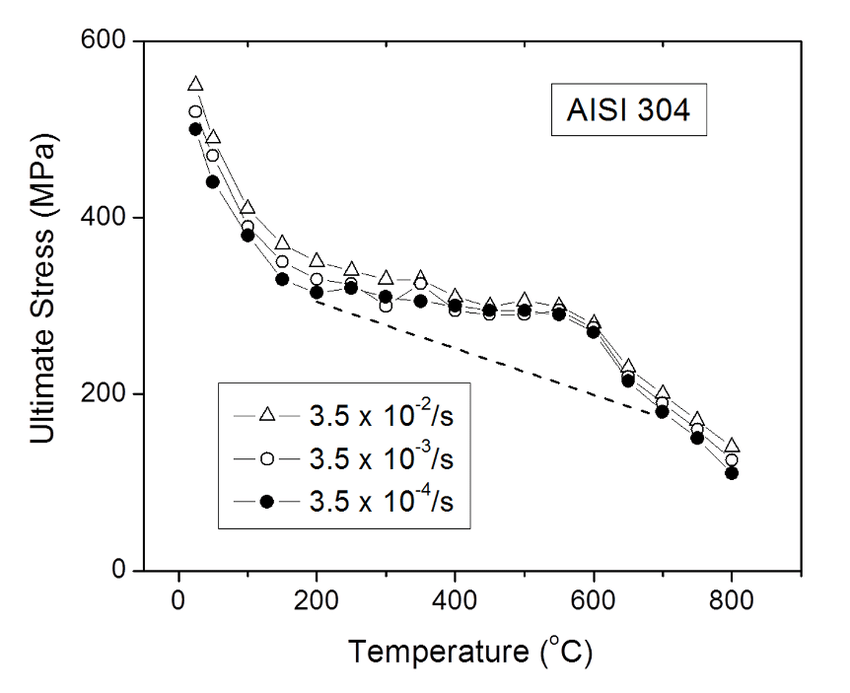 AISI 304
600
400
200
0
Ultimate Stress (MPa)
3.5 x 10⁻²/s
3.5 x 10⁻³/s
3.5 x 10⁻⁴/s
0 200 400 600 800
Temperature (°C)